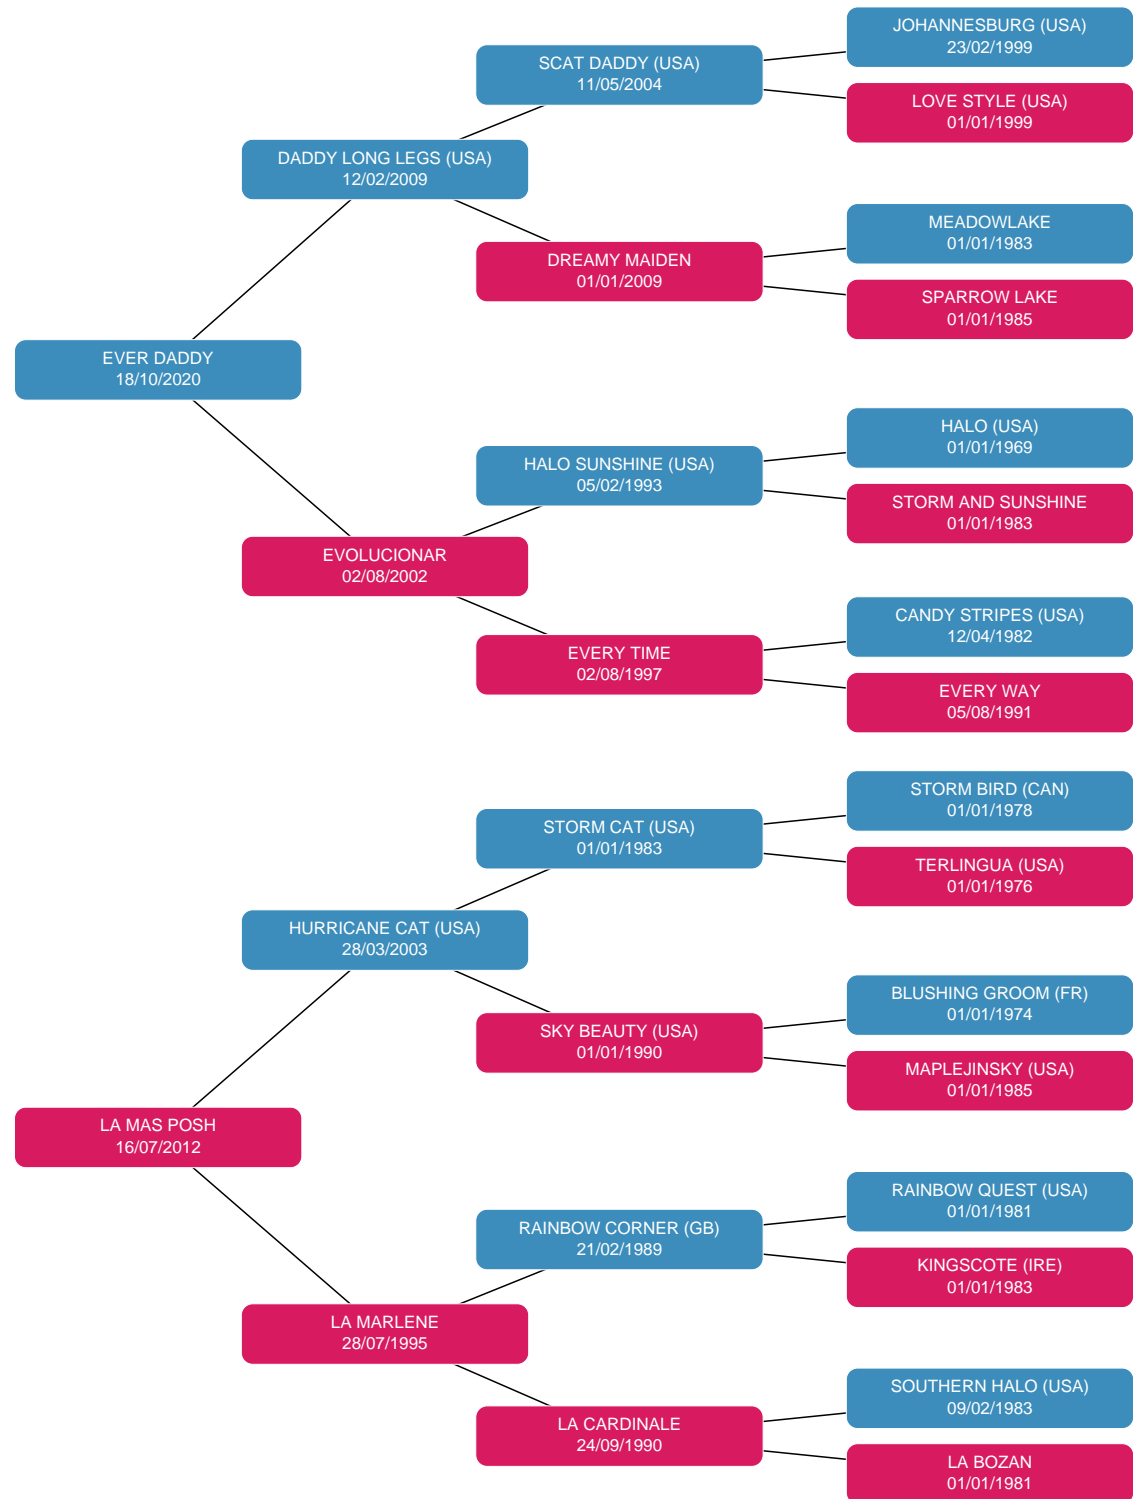 JOHANNESBURG (USA)
23/02/1999
SCAT DADDY (USA)
11/05/2004
LOVE STYLE (USA)
01/01/1999
DADDY LONG LEGS (USA)
12/02/2009
MEADOWLAKE
01/01/1983
DREAMY MAIDEN
01/01/2009
SPARROW LAKE
01/01/1985
EVER DADDY
18/10/2020
HALO (USA)
01/01/1969
HALO SUNSHINE (USA)
05/02/1993
STORM AND SUNSHINE
01/01/1983
EVOLUCIONAR
02/08/2002
CANDY STRIPES (USA)
12/04/1982
EVERY TIME
02/08/1997
EVERY WAY
05/08/1991
STORM BIRD (CAN)
01/01/1978
STORM CAT (USA)
01/01/1983
TERLINGUA (USA)
01/01/1976
HURRICANE CAT (USA)
28/03/2003
BLUSHING GROOM (FR)
01/01/1974
SKY BEAUTY (USA)
01/01/1990
MAPLEJINSKY (USA)
01/01/1985
LA MAS POSH
16/07/2012
RAINBOW QUEST (USA)
01/01/1981
RAINBOW CORNER (GB)
21/02/1989
KINGSCOTE (IRE)
01/01/1983
LA MARLENE
28/07/1995
SOUTHERN HALO (USA)
09/02/1983
LA CARDINALE
24/09/1990
LA BOZAN
01/01/1981